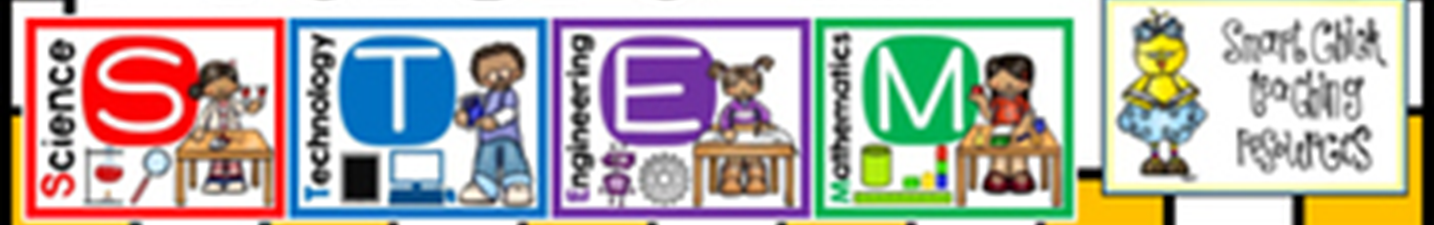 Science
S
Technology
T
Engineering
E
Mathematics
M
Smart Chick
teaching
resources